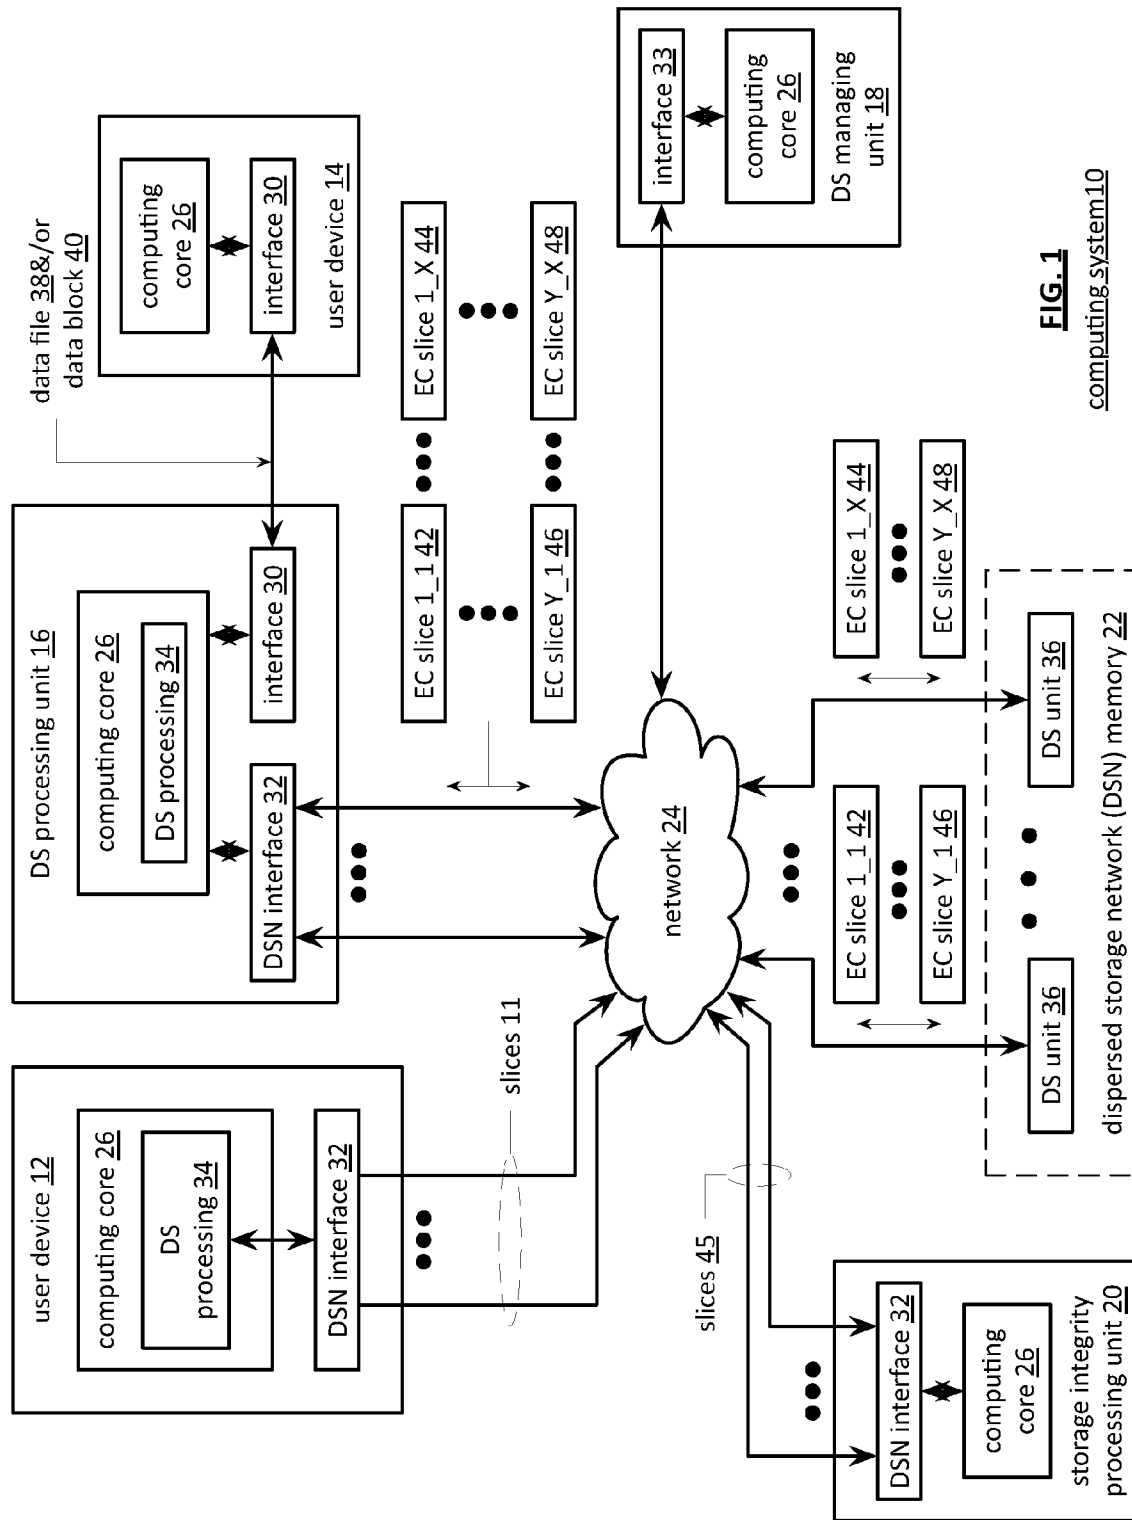 user device 12
computing core 26
DS
processing 34
DSN interface 32
slices 11
DS processing unit 16
computing core 26
DS processing 34
DSN interface 32
interface 30
data file 38&/or
data block 40
computing
core 26
interface 30
user device 14
EC slice 1_1 42
EC slice 1_X 44
EC slice Y_1 46
EC slice Y_X 48
network 24
interface 33
computing
core 26
DS managing
unit 18
slices 45
DSN interface 32
computing
core 26
storage integrity
processing unit 20
EC slice 1_1 42
EC slice Y_1 46
EC slice 1_X 44
EC slice Y_X 48
DS unit 36
DS unit 36
dispersed storage network (DSN) memory 22
FIG. 1
computing system10